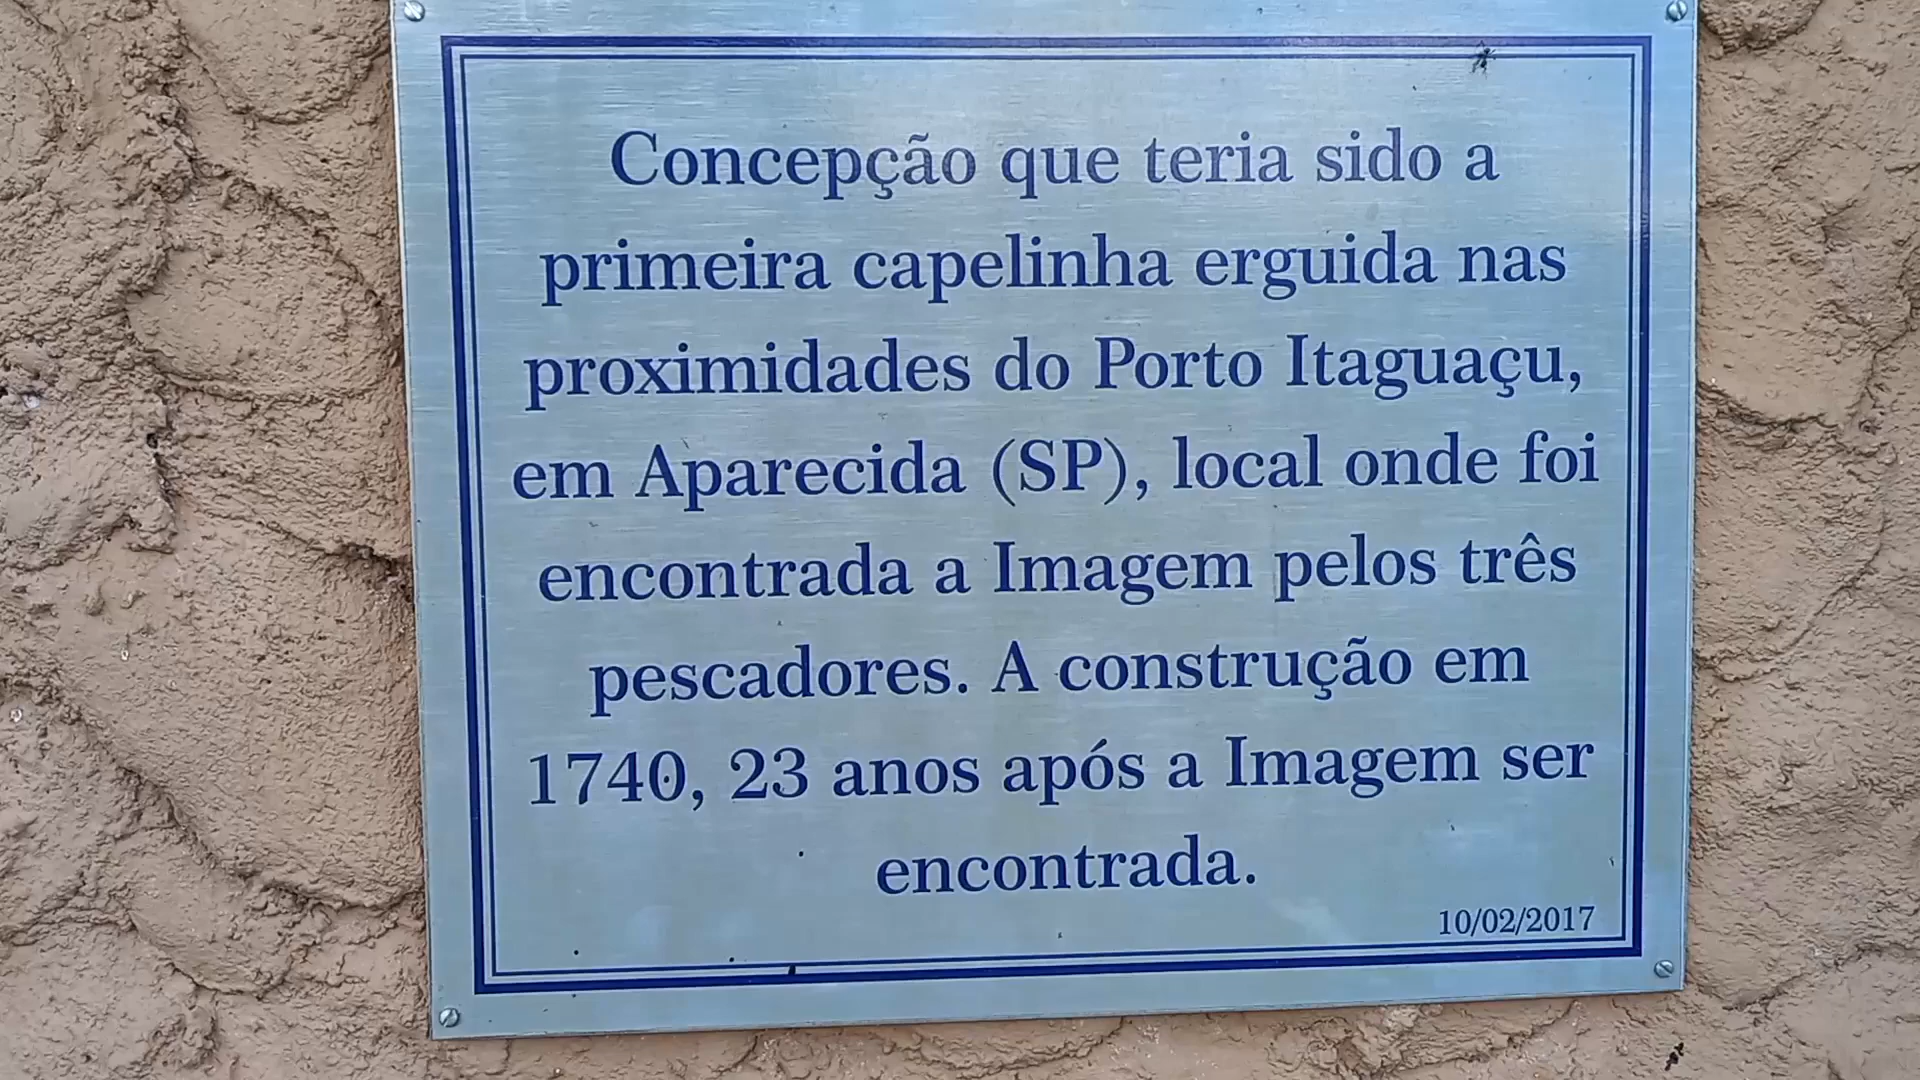 Concepção que teria sido a
primeira capelinha erguida nas
proximidades do Porto Itaguaçu,
em Aparecida (SP), local onde foi
encontrada a Imagem pelos três
pescadores. A construção em
1740, 23 anos após a Imagem ser
encontrada.
10/02/2017